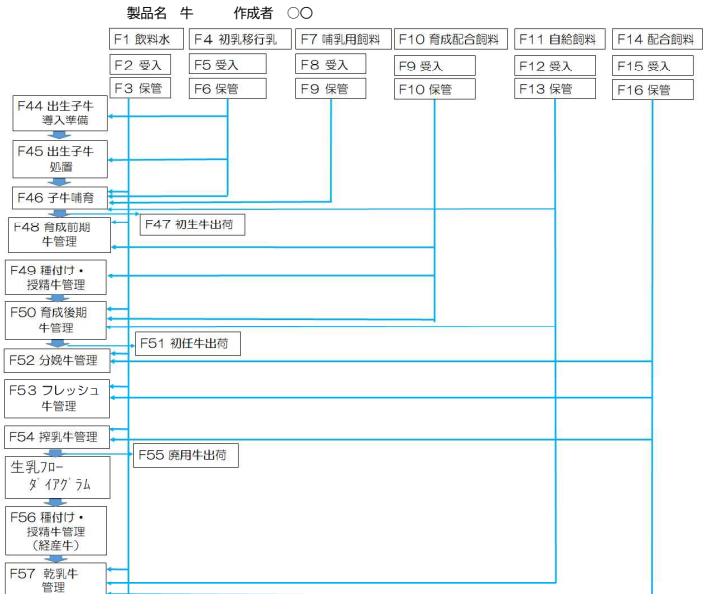 製品名　牛　　　作成者　○○
F1 飲料水
F4 初乳移行乳
F7 哺乳用飼料
F10 育成配合飼料
F11 自給飼料
F14 配合飼料
F2 受入
F5 受入
F8 受入
F9 受入
F12 受入
F15 受入
F3 保管
F6 保管
F9 保管
F10 保管
F13 保管
F16 保管
F44 出生子牛
導入準備
F45 出生子牛
処置
F46 子牛哺育
F47 初生牛出荷
F48 育成前期
牛管理
F49 種付け・
授精牛管理
F50 育成後期
牛管理
F51 初任牛出荷
F52 分娩牛管理
F53 フレッシュ
牛管理
F54 搾乳牛管理
F55 廃用牛出荷
生乳ﾌﾛｰ
ﾀﾞｲｱｸﾞﾗﾑ
F56 種付け・
授精牛管理
（経産牛）
F57 乾乳牛
管理